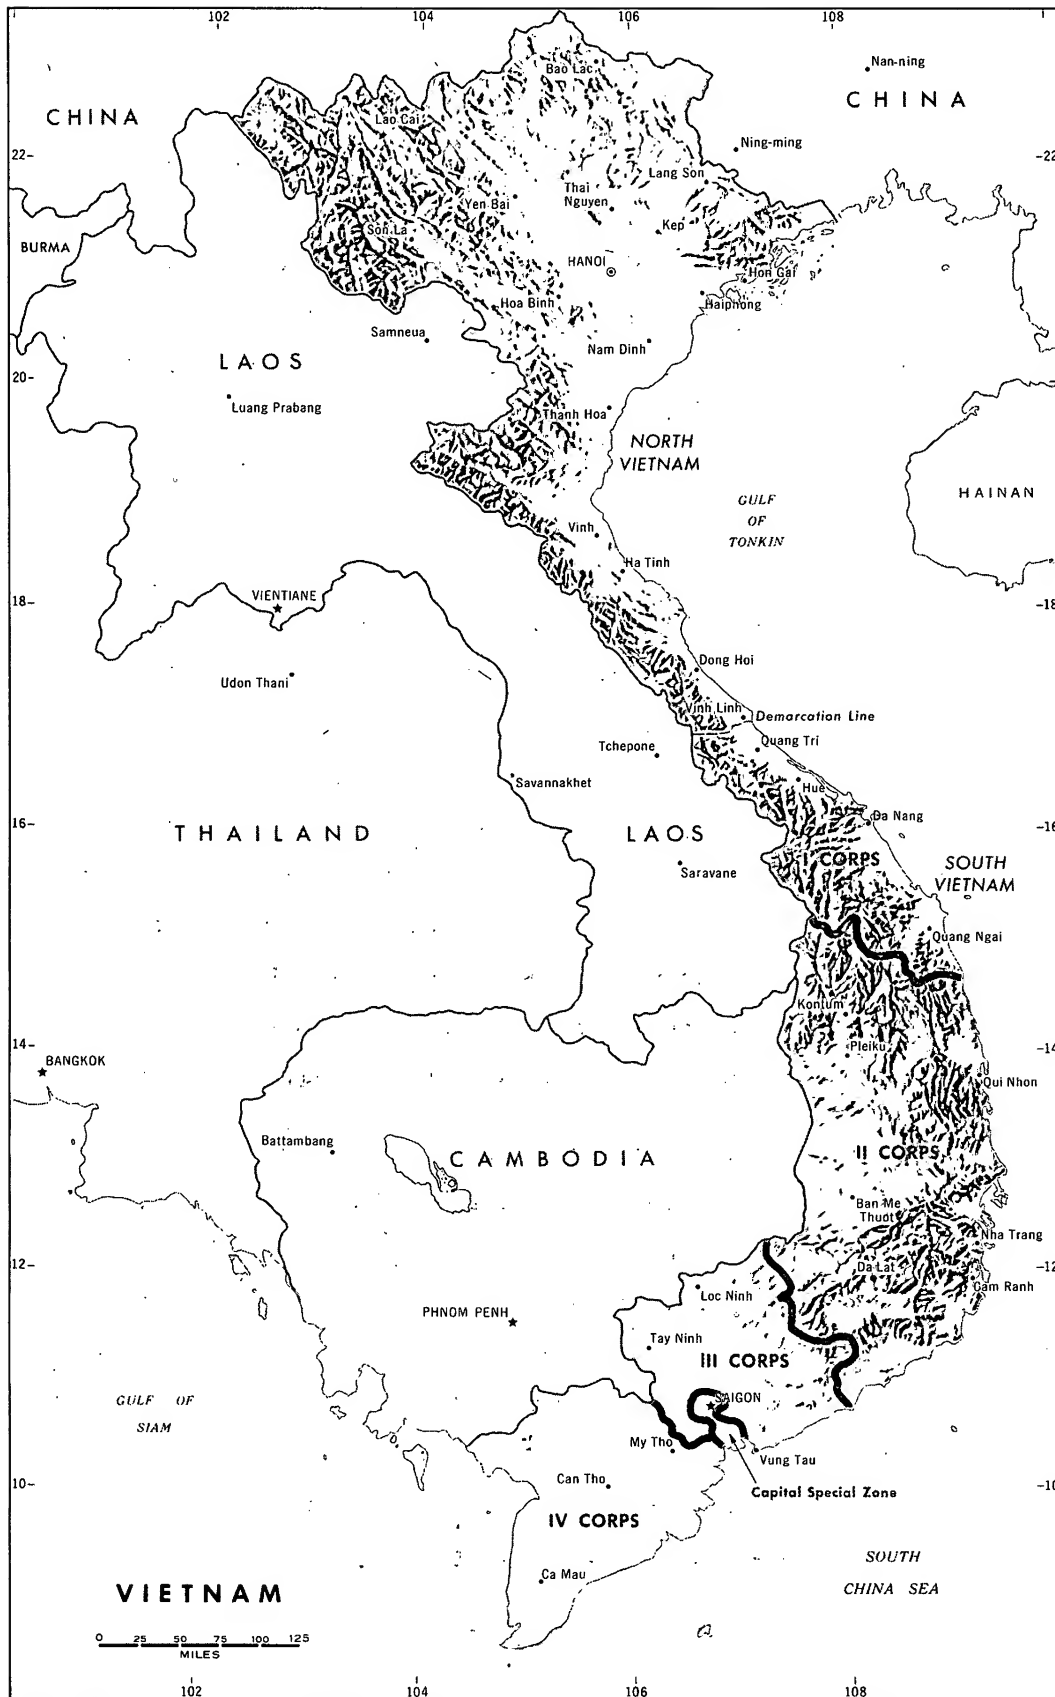 102 104 106 108
CHINA
Nan-ning
CHINA
Bao Lac
Lao Cai
Ning-ming
22-
-22
Lang Son
Thai
Nguyen
Yen Bai
Kep
Son La
BURMA
HANOI
Hon Gai
Hoa Binh
Haiphong
Samneua
Nam Dinh
LAOS
20-
Luang Prabang
Thanh Hoa
NORTH
VIETNAM
HAINAN
GULF
OF
TONKIN
Vinh
Ha Tinh
VIENTIANE
18-
-18
Dong Hoi
Udon Thani
Vinh Linh
Demarcation Line
Quang Tri
Tchepone
Savannakhet
Hue
Da Nang
16-
-16
THAILAND
LAOS
I CORPS
SOUTH
VIETNAM
Saravane
Quang Ngai
Kontum
14-
-14
Pleiku
BANGKOK
Qui Nhon
Battambang
CAMBODIA
II CORPS
Ban Me
Thuot
Nha Trang
12-
-12
Da Lat
Cam Ranh
Loc Ninh
PHNOM PENH
Tay Ninh
III CORPS
SAIGON
GULF OF
SIAM
My Tho
Vung Tau
10-
-10
Can Tho
Capital Special Zone
IV CORPS
SOUTH
CHINA SEA
Ca Mau
VIETNAM
0 25 50 75 100 125
MILES
102 104 106 108